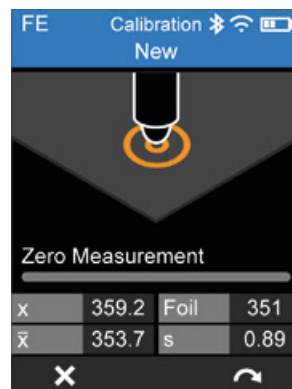 FE Calibration
New
Zero Measurement
x 359.2 Foil 351
x̅ 353.7 s 0.89